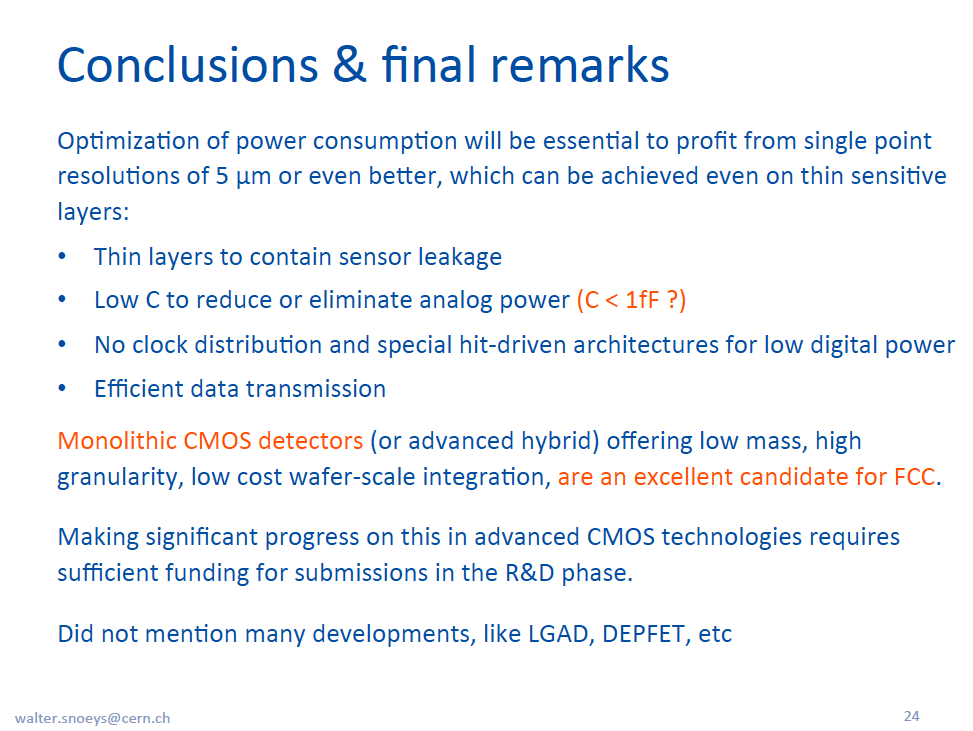 Conclusions & final remarks
Optimization of power consumption will be essential to profit from single point
resolutions of 5 µm or even better, which can be achieved even on thin sensitive
layers:
• Thin layers to contain sensor leakage
• Low C to reduce or eliminate analog power (C < 1fF ?)
• No clock distribution and special hit-driven architectures for low digital power
• Efficient data transmission
Monolithic CMOS detectors (or advanced hybrid) offering low mass, high
granularity, low cost wafer-scale integration, are an excellent candidate for FCC.
Making significant progress on this in advanced CMOS technologies requires
sufficient funding for submissions in the R&D phase.
Did not mention many developments, like LGAD, DEPFET, etc
walter.snoeys@cern.ch
24